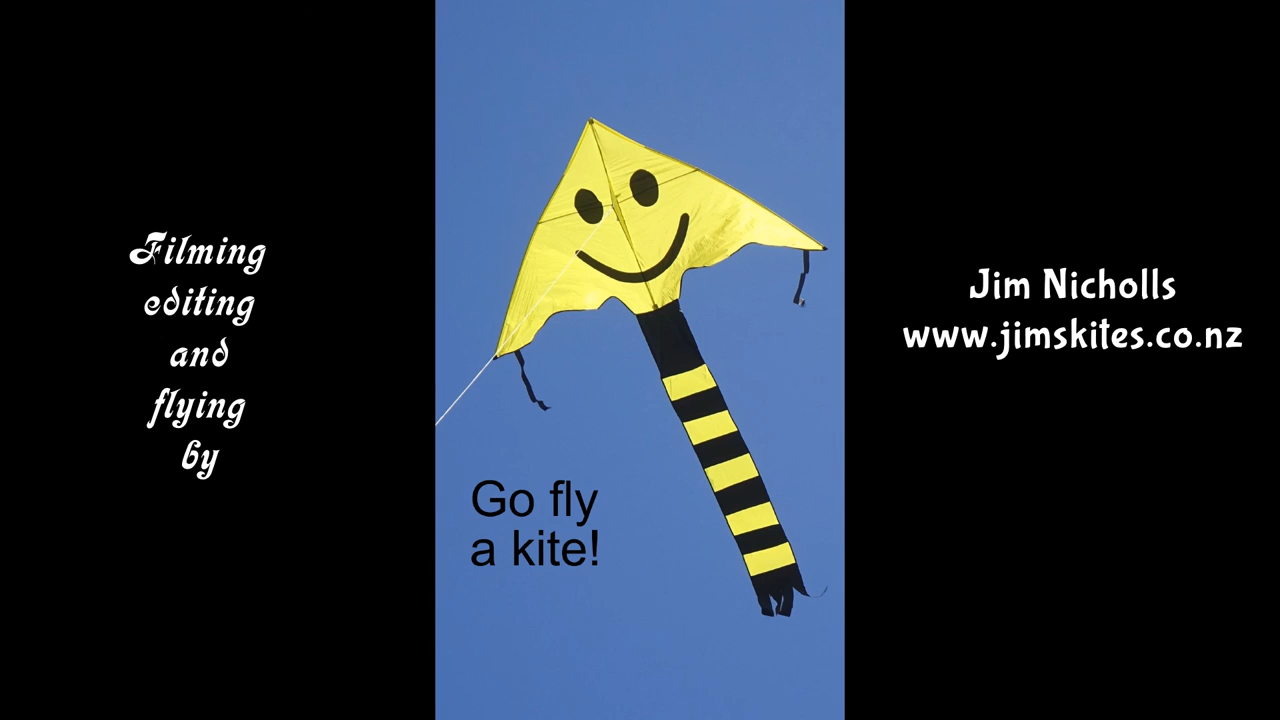 Filming
editing
and
flying
by
Go fly
a kite!
Jim Nicholls
www.jimskites.co.nz